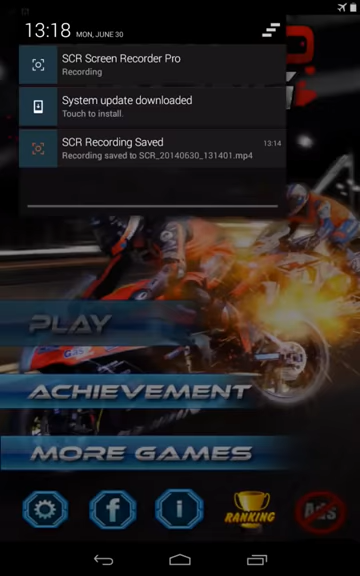 13:18 MON, JUNE 30
SCR Screen Recorder Pro
Recording
System update downloaded
Touch to install.
SCR Recording Saved 13:14
Recording saved to SCR_20140630_131401.mp4
PLAY
ACHIEVEMENT
MORE GAMES
f
i
RANKING
Ads